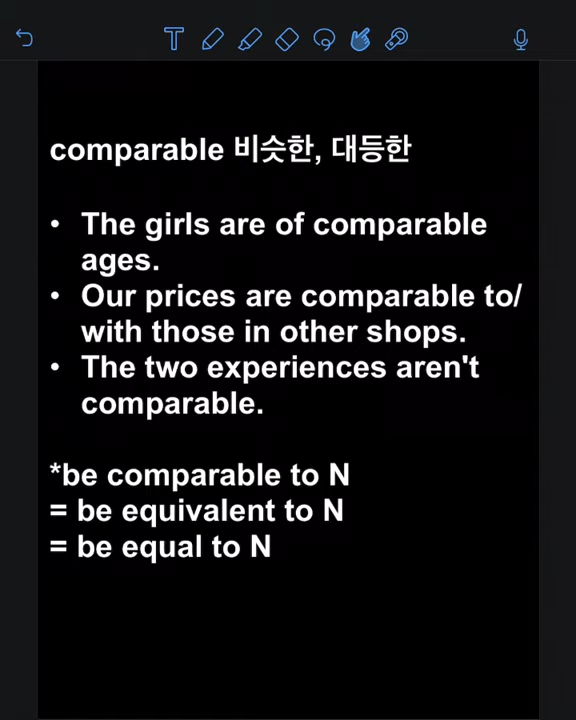 comparable 비슷한, 대등한
• The girls are of comparable
ages.
• Our prices are comparable to/
with those in other shops.
• The two experiences aren't
comparable.
*be comparable to N
= be equivalent to N
= be equal to N